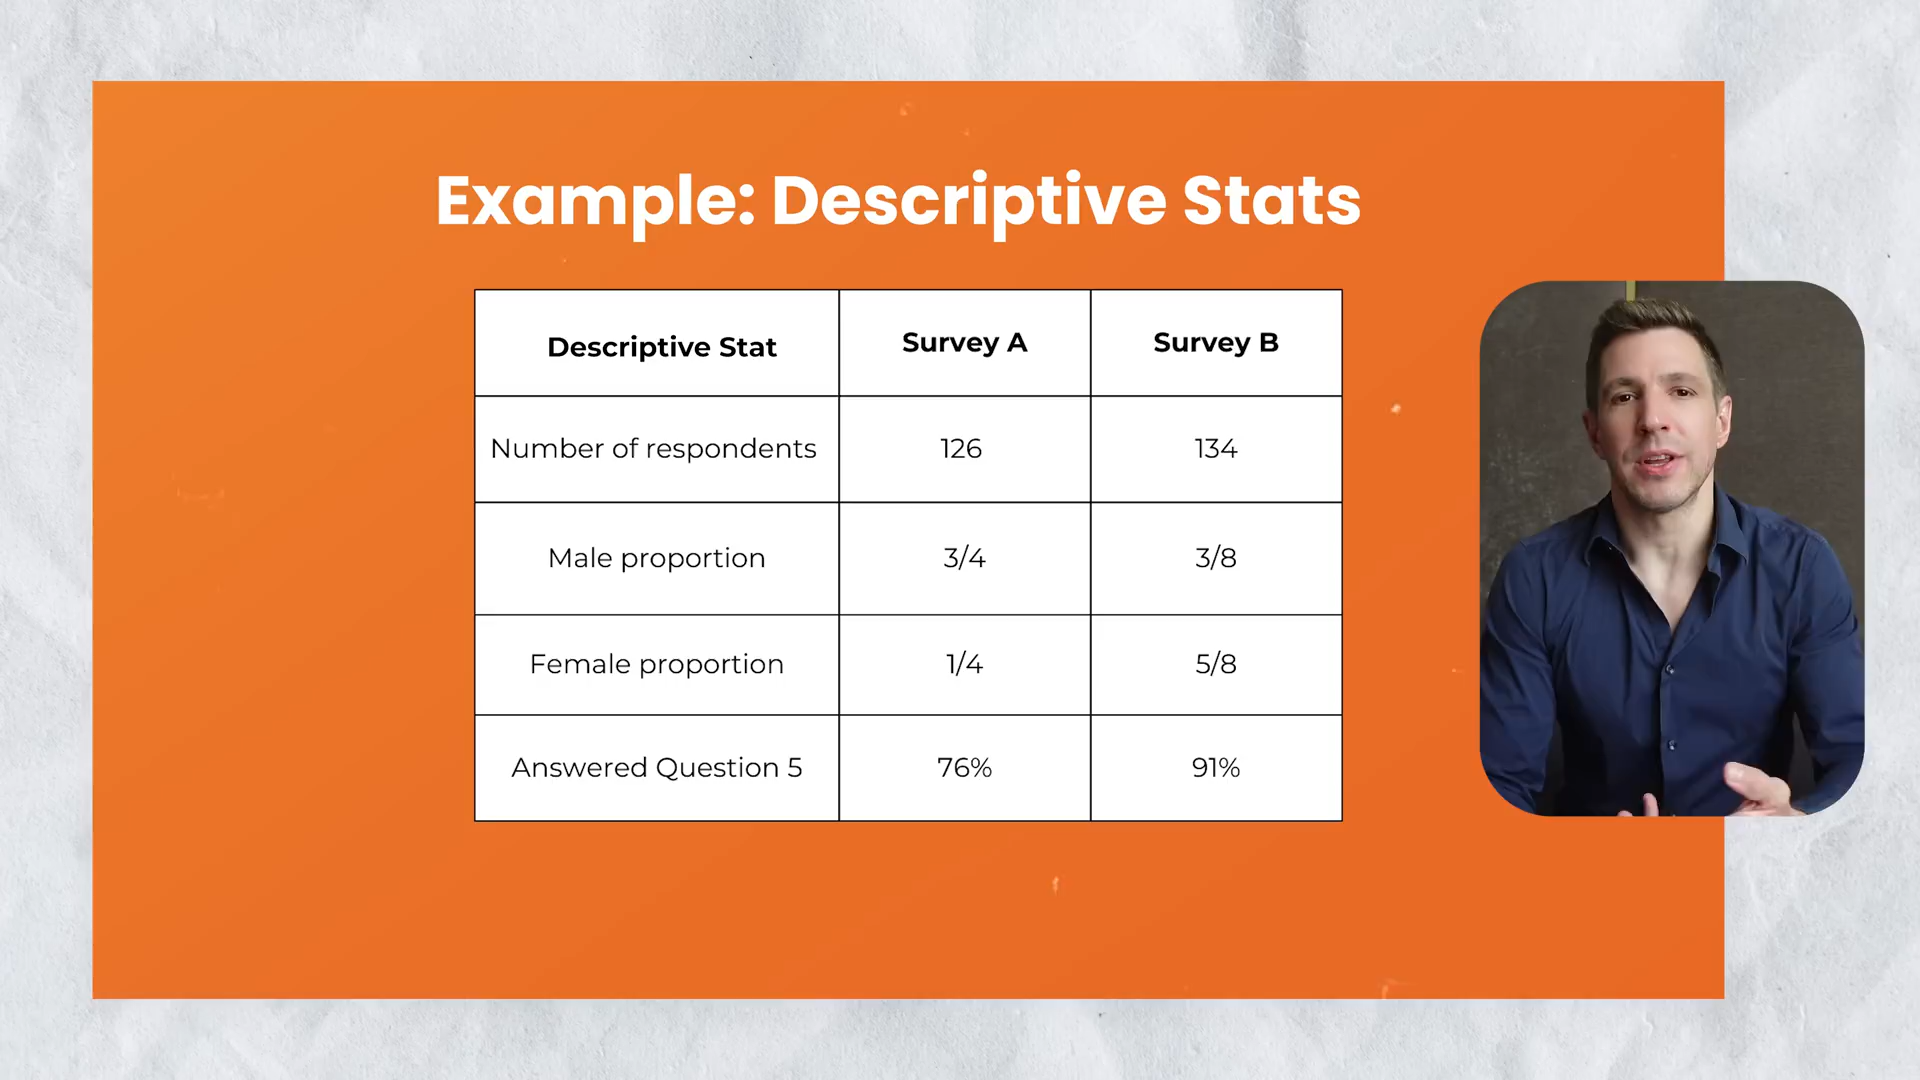 Example: Descriptive Stats
Descriptive Stat Survey A Survey B
Number of respondents 126 134
Male proportion 3/4 3/8
Female proportion 1/4 5/8
Answered Question 5 76% 91%